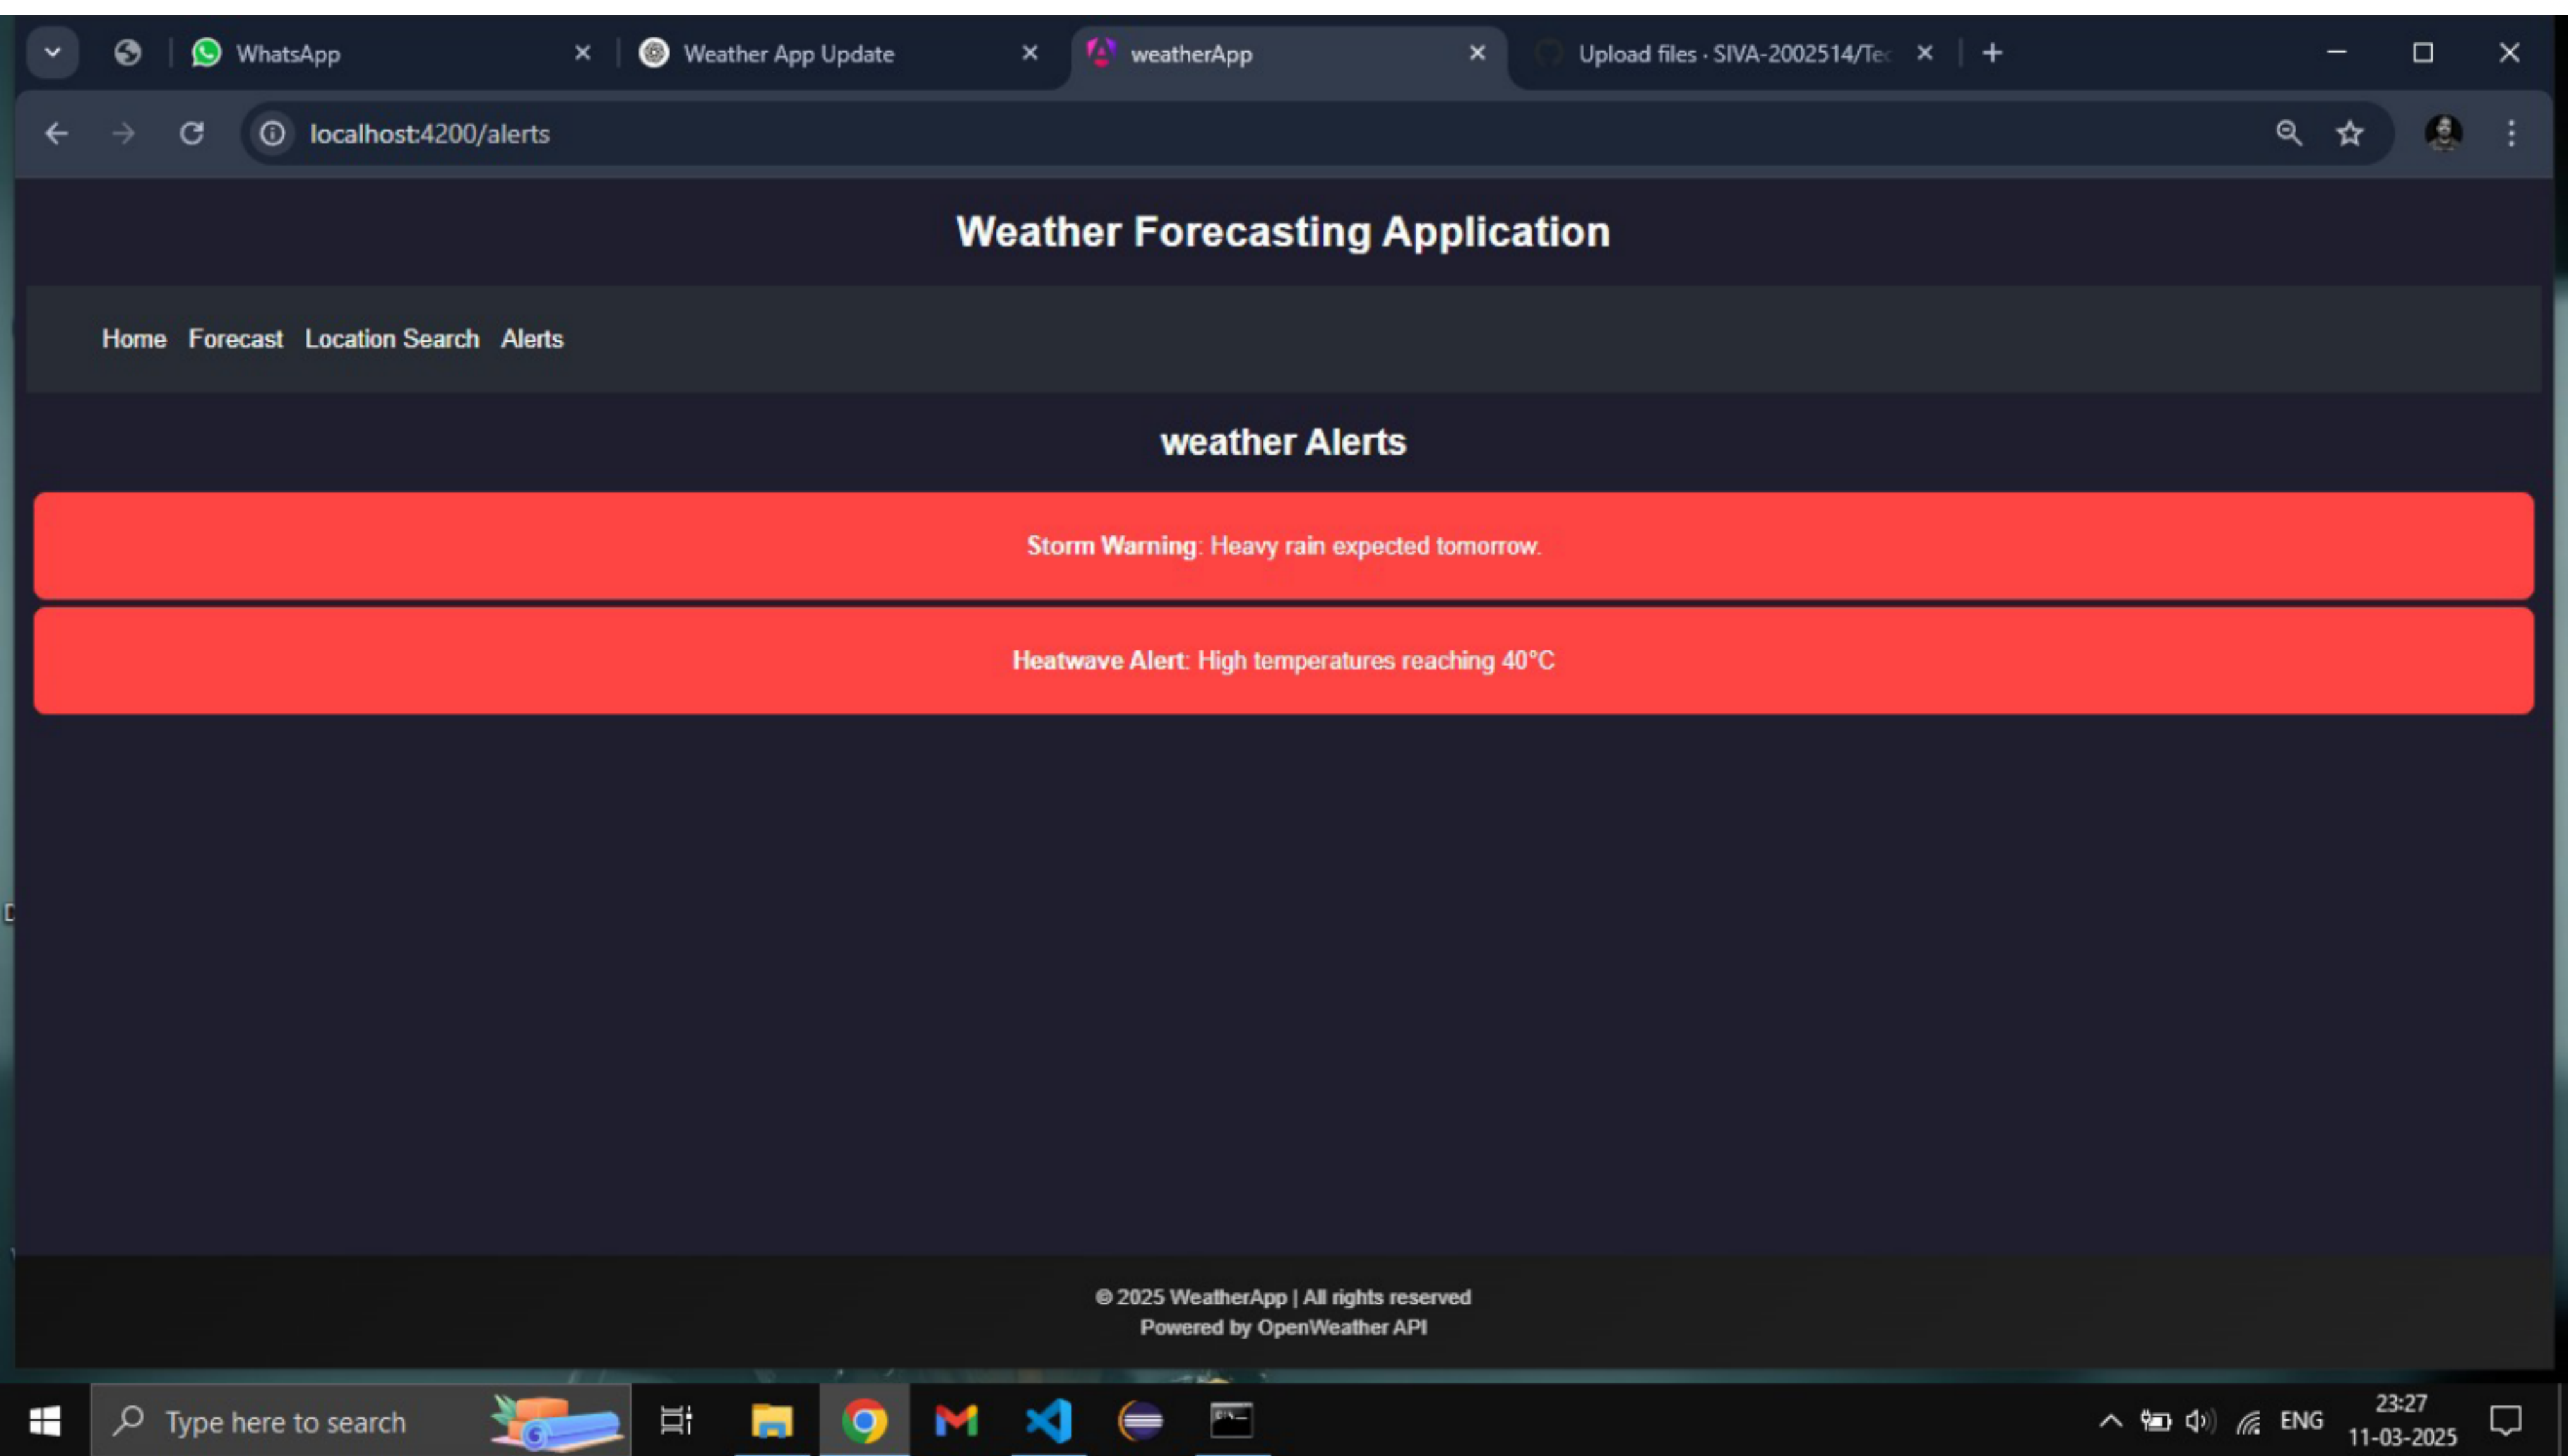 WhatsApp
Weather App Update
weatherApp
Upload files · SIVA-2002514/Tec
localhost:4200/alerts
Weather Forecasting Application
Home Forecast Location Search Alerts
weather Alerts
Storm Warning: Heavy rain expected tomorrow.
Heatwave Alert: High temperatures reaching 40°C
© 2025 WeatherApp | All rights reserved
Powered by OpenWeather API
Type here to search
ENG
23:27
11-03-2025